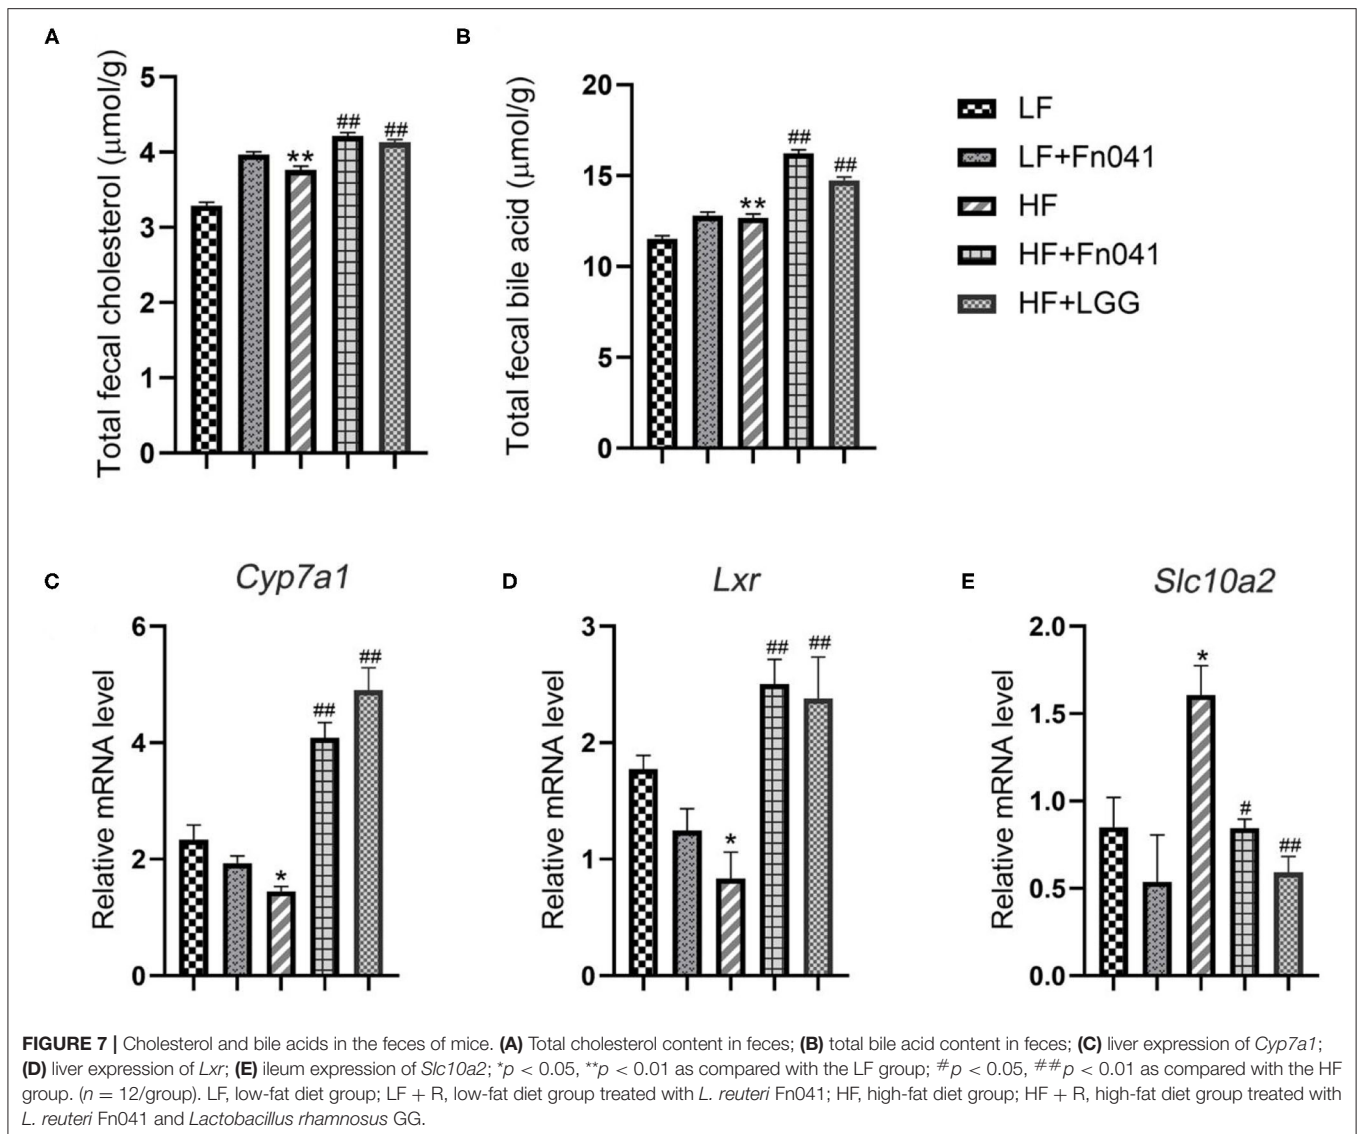 A
Total fecal cholesterol (μmol/g)
5
4
3
2
1
0
**
##
##
B
Total fecal bile acid (μmol/g)
20
15
10
5
0
**
##
##
LF
LF+Fn041
HF
HF+Fn041
HF+LGG
C
Cyp7a1
Relative mRNA level
6
4
2
0
*
##
##
D
Lxr
Relative mRNA level
3
2
1
0
*
##
##
E
Slc10a2
Relative mRNA level
2.0
1.5
1.0
0.5
0.0
*
#
##
FIGURE 7 | Cholesterol and bile acids in the feces of mice. (A) Total cholesterol content in feces; (B) total bile acid content in feces; (C) liver expression of Cyp7a1;
(D) liver expression of Lxr; (E) ileum expression of Slc10a2; *p < 0.05, **p < 0.01 as compared with the LF group; #p < 0.05, ##p < 0.01 as compared with the HF
group. (n = 12/group). LF, low-fat diet group; LF + R, low-fat diet group treated with L. reuteri Fn041; HF, high-fat diet group; HF + R, high-fat diet group treated with
L. reuteri Fn041 and Lactobacillus rhamnosus GG.